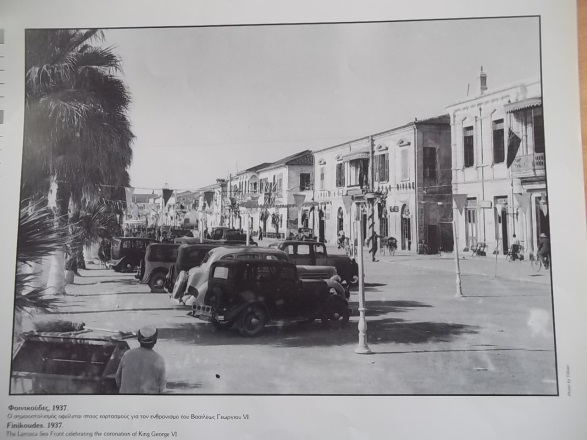 Φοινικούδες, 1937
Ο σημαιοστολισμός οφείλεται στους εορτασμούς για τον ενθρονισμό του Βασιλέως Γεωργίου VI.
Finikoudes, 1937
The Larnaca Sea Front celebrating the coronation of King George VI.